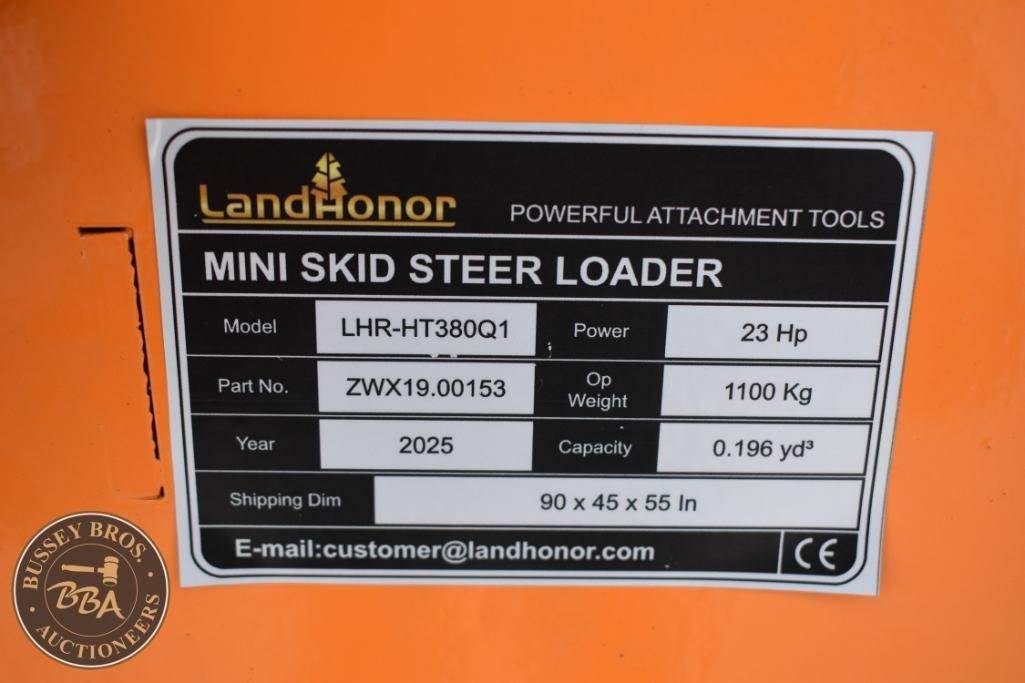 LandHonor
POWERFUL ATTACHMENT TOOLS
MINI SKID STEER LOADER
Model LHR-HT380Q1 Power 23 Hp
Part No. ZWX19.00153 Op Weight 1100 Kg
Year 2025 Capacity 0.196 yd³
Shipping Dim 90 x 45 x 55 In
E-mail:customer@landhonor.com CE
BUSSEY BROS.
BBA
AUCTIONEERS